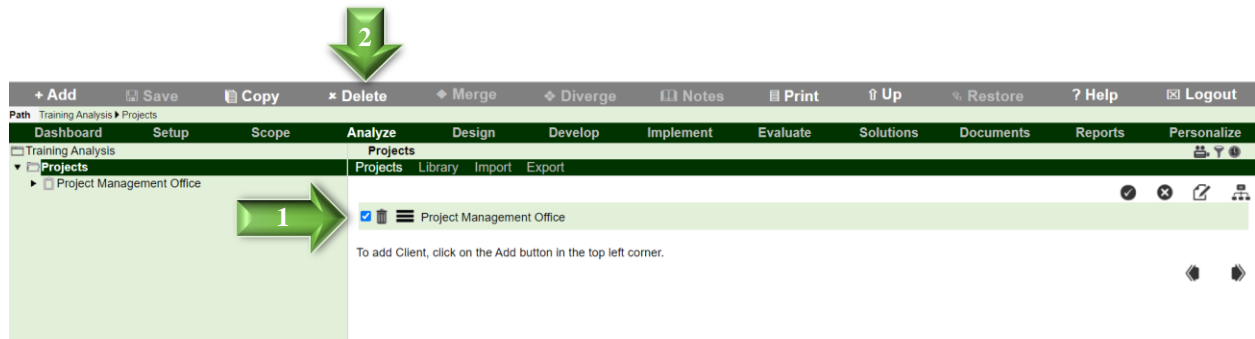 2
+ Add Save Copy × Delete Merge Diverge Notes Print Up Restore ? Help Logout
Path Training Analysis Projects
Dashboard Setup Scope Analyze Design Develop Implement Evaluate Solutions Documents Reports Personalize
Training Analysis
Projects
Projects
Projects Library Import Export
Project Management Office
1
Project Management Office
To add Client, click on the Add button in the top left corner.